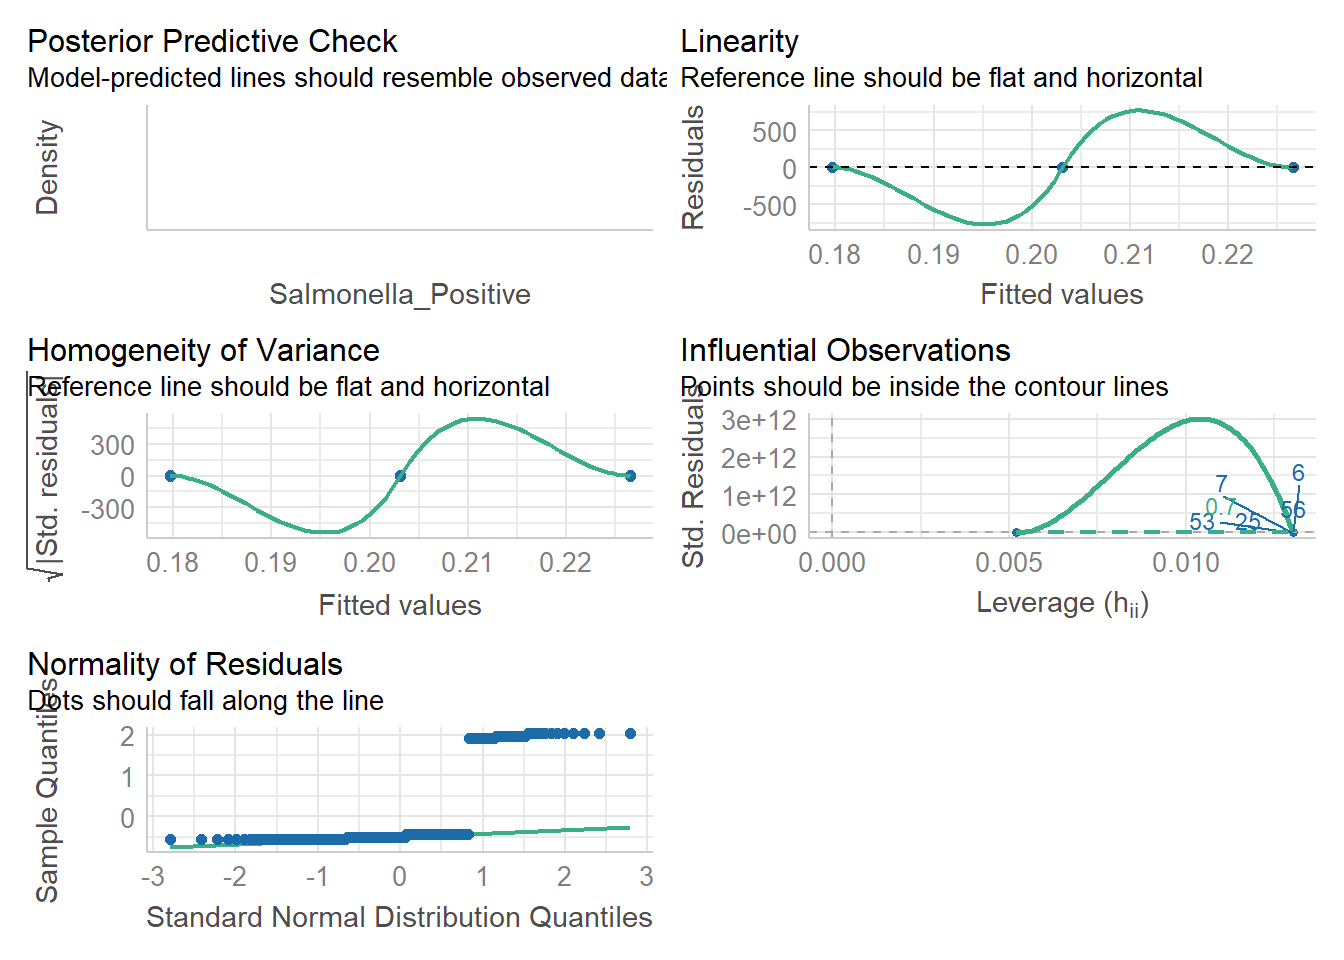 Posterior Predictive Check
Model-predicted lines should resemble observed data
Density
Salmonella_Positive
Linearity
Reference line should be flat and horizontal
Residuals
500
0
-500
0.18 0.19 0.20 0.21 0.22
Fitted values
Homogeneity of Variance
Reference line should be flat and horizontal
√|Std. residuals|
300
0
-300
0.18 0.19 0.20 0.21 0.22
Fitted values
Influential Observations
Points should be inside the contour lines
Std. Residuals
3e+12
2e+12
1e+12
0e+00
6
7
0.7
56
53
25
0.000 0.005 0.010
Leverage (hii)
Normality of Residuals
Dots should fall along the line
Sample Quantiles
2
1
0
-3 -2 -1 0 1 2 3
Standard Normal Distribution Quantiles